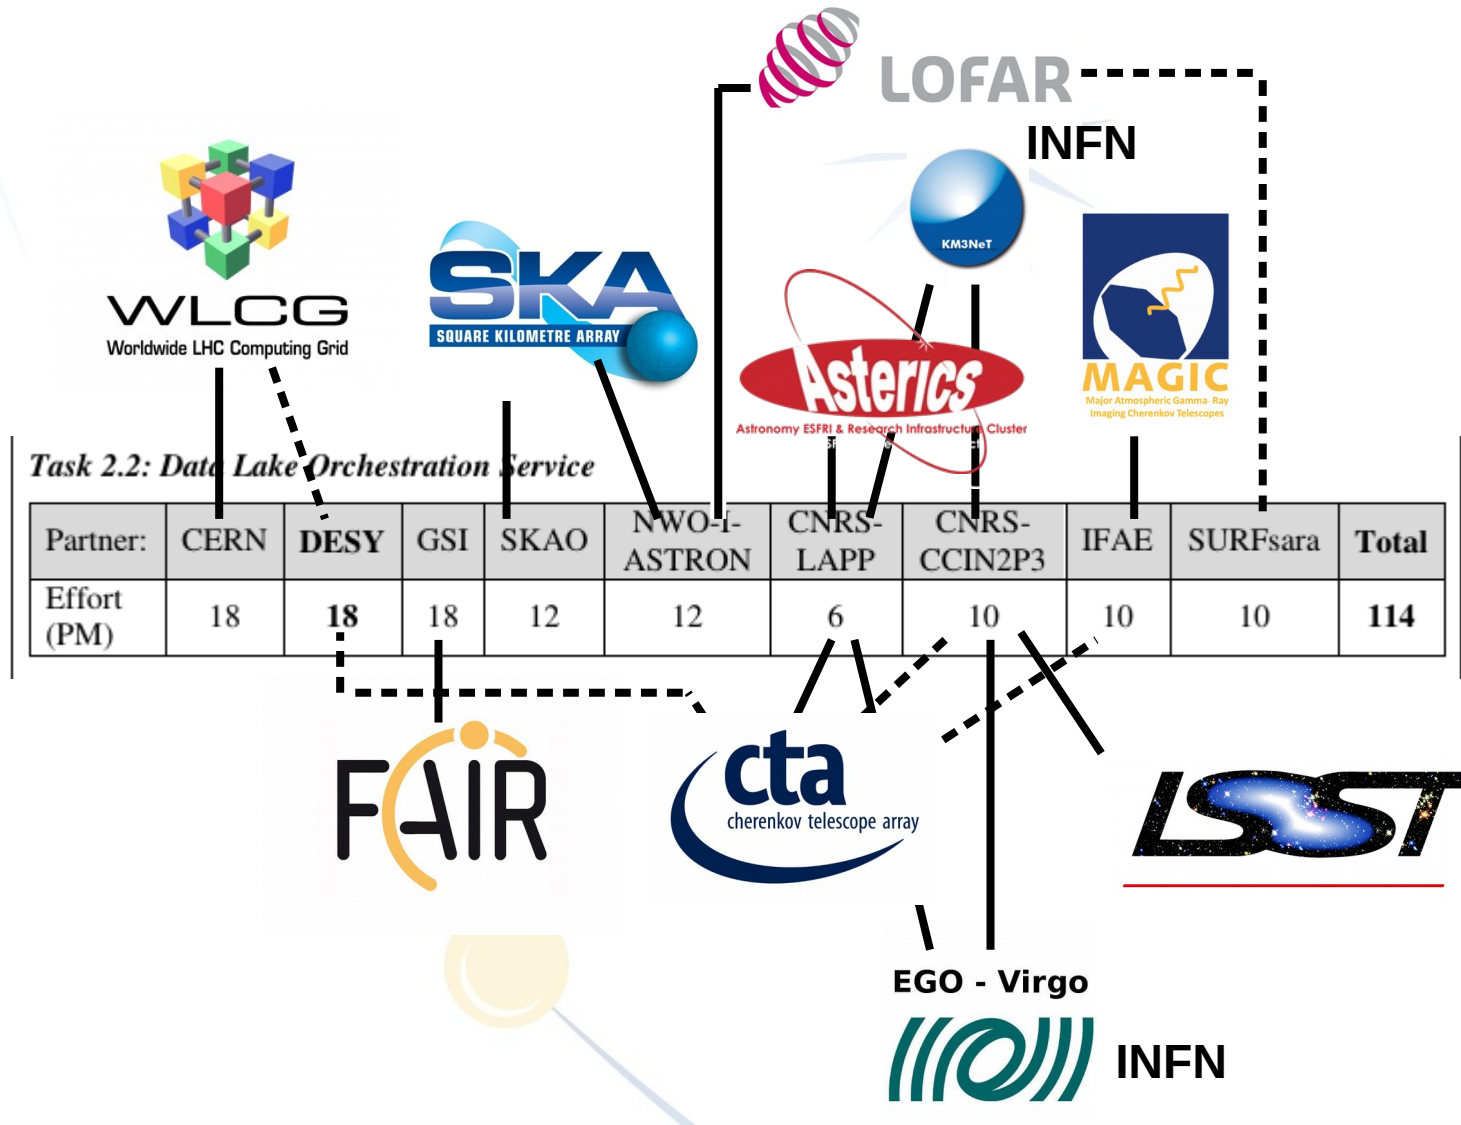 LOFAR
INFN
KM3NeT
WLCG
Worldwide LHC Computing Grid
SKA
SQUARE KILOMETRE ARRAY
Asterics
Astronomy ESFRI & Research Infrastructure Cluster
MAGIC
Major Atmospheric Gamma-Ray
Imaging Cherenkov Telescopes
Task 2.2: Data Lake Orchestration Service
Partner: CERN DESY GSI SKAO NWO-I-ASTRON CNRS-LAPP CNRS-CCIN2P3 IFAE SURFsara Total
Effort (PM) 18 18 18 12 12 6 10 10 10 114
FAIR
cta
cherenkov telescope array
LSST
EGO - Virgo
INFN